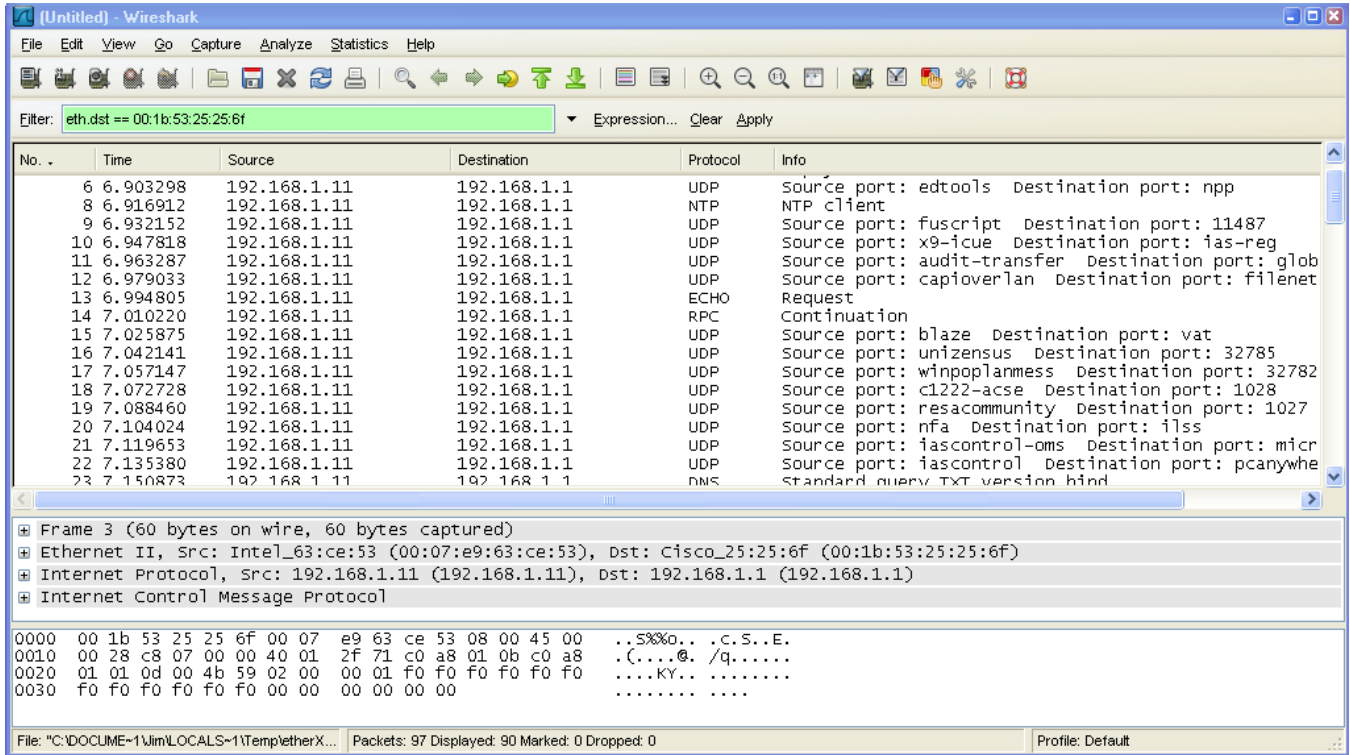 (Untitled) - Wireshark
File Edit View Go Capture Analyze Statistics Help
Filter: eth.dst == 00:1b:53:25:25:6f Expression... Clear Apply
No. Time Source Destination Protocol Info
6 6.903298 192.168.1.11 192.168.1.1 UDP Source port: edtools Destination port: npp
8 6.916912 192.168.1.11 192.168.1.1 NTP NTP client
9 6.932152 192.168.1.11 192.168.1.1 UDP Source port: fuscript Destination port: 11487
10 6.947818 192.168.1.11 192.168.1.1 UDP Source port: x9-icue Destination port: ias-reg
11 6.963287 192.168.1.11 192.168.1.1 UDP Source port: audit-transfer Destination port: glob
12 6.979033 192.168.1.11 192.168.1.1 UDP Source port: capioverlan Destination port: filenet
13 6.994805 192.168.1.11 192.168.1.1 ECHO Request
14 7.010220 192.168.1.11 192.168.1.1 RPC Continuation
15 7.025875 192.168.1.11 192.168.1.1 UDP Source port: blaze Destination port: vat
16 7.042141 192.168.1.11 192.168.1.1 UDP Source port: unizensus Destination port: 32785
17 7.057147 192.168.1.11 192.168.1.1 UDP Source port: winpoplanmess Destination port: 32782
18 7.072728 192.168.1.11 192.168.1.1 UDP Source port: c1222-acse Destination port: 1028
19 7.088460 192.168.1.11 192.168.1.1 UDP Source port: resacommunity Destination port: 1027
20 7.104024 192.168.1.11 192.168.1.1 UDP Source port: nfa Destination port: ilss
21 7.119653 192.168.1.11 192.168.1.1 UDP Source port: iascontrol-oms Destination port: micr
22 7.135380 192.168.1.11 192.168.1.1 UDP Source port: iascontrol Destination port: pcanywhe
23 7.150873 192.168.1.11 192.168.1.1 DNS Standard query TXT version bind
Frame 3 (60 bytes on wire, 60 bytes captured)
Ethernet II, Src: Intel_63:ce:53 (00:07:e9:63:ce:53), Dst: Cisco_25:25:6f (00:1b:53:25:25:6f)
Internet Protocol, Src: 192.168.1.11 (192.168.1.11), Dst: 192.168.1.1 (192.168.1.1)
Internet Control Message Protocol
0000 00 1b 53 25 25 6f 00 07 e9 63 ce 53 08 00 45 00 ..S%%o.. .c.S..E.
0010 00 28 c8 07 00 00 40 01 2f 71 c0 a8 01 0b c0 a8 .(....@. /q......
0020 01 01 0d 00 4b 59 02 00 00 01 f0 f0 f0 f0 f0 f0 ....KY.. ........
0030 f0 f0 f0 f0 f0 f0 00 00 00 00 00 00 ........ ....
File: "C:\DOCUME~1\Jim\LOCALS~1\Temp\etherX... Packets: 97 Displayed: 90 Marked: 0 Dropped: 0 Profile: Default